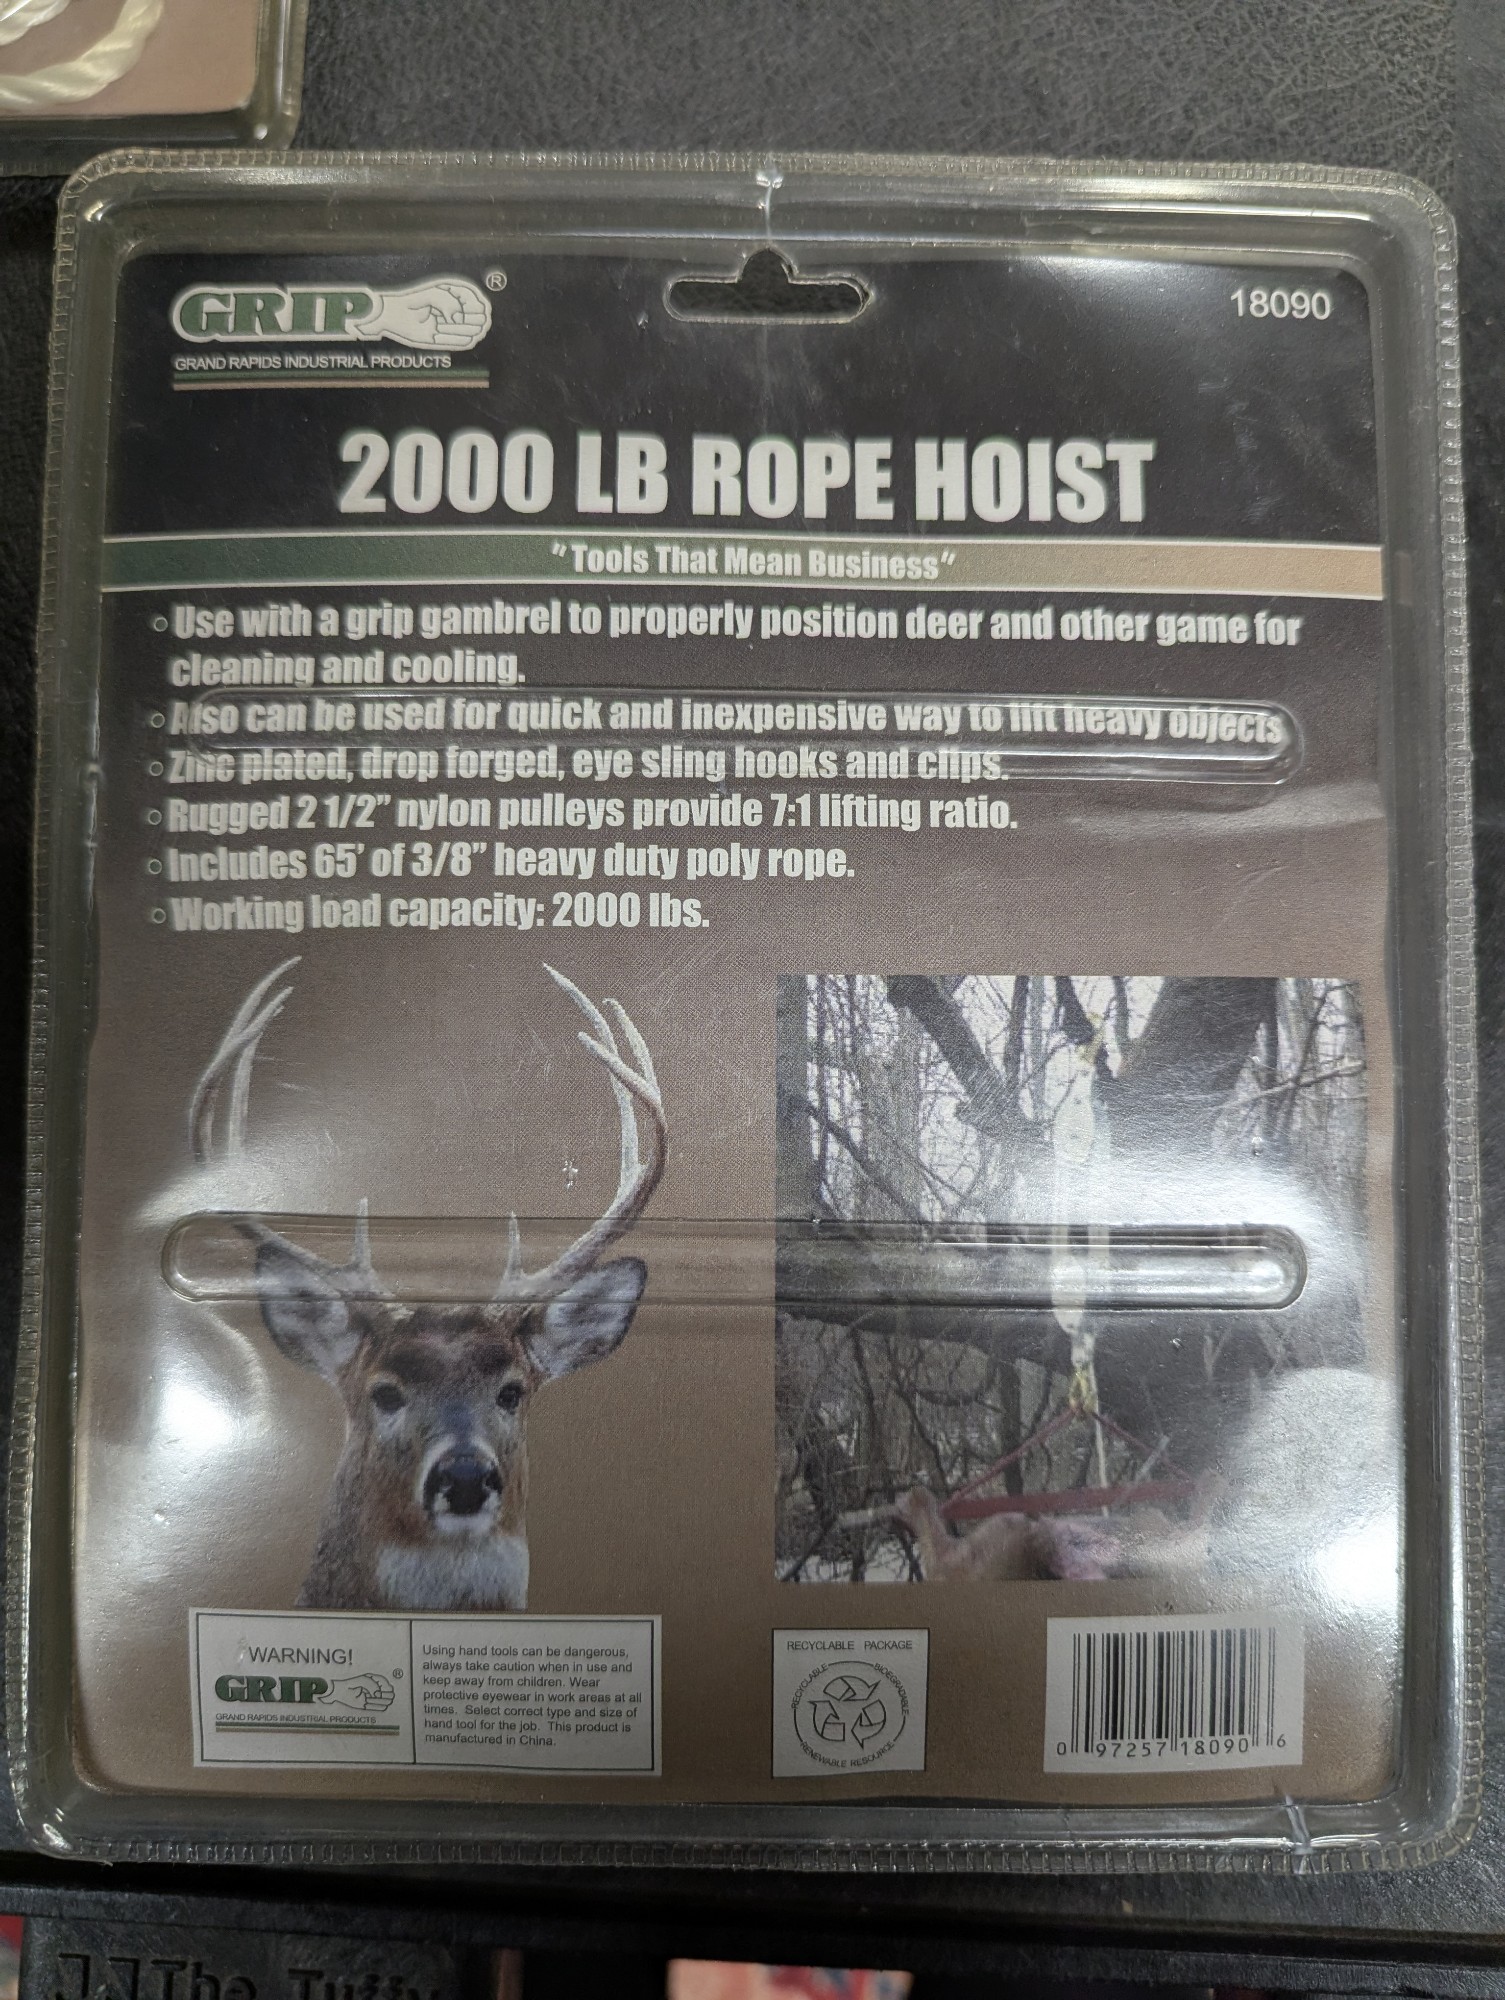 GRIP®
GRAND RAPIDS INDUSTRIAL PRODUCTS
18090
2000 LB ROPE HOIST
"Tools That Mean Business"
Use with a grip gambrel to properly position deer and other game for
cleaning and cooling.
Also can be used for quick and inexpensive way to lift heavy objects
Zinc plated, drop forged, eye sling hooks and clips.
Rugged 2 1/2" nylon pulleys provide 7:1 lifting ratio.
Includes 65' of 3/8" heavy duty poly rope.
Working load capacity: 2000 lbs.
WARNING!
GRIP®
GRAND RAPIDS INDUSTRIAL PRODUCTS
Using hand tools can be dangerous,
always take caution when in use and
keep away from children. Wear
protective eyewear in work areas at all
times. Select correct type and size of
hand tool for the job. This product is
manufactured in China.
RECYCLABLE PACKAGE
RECYCLABLE
BIODEGRADABLE
RENEWABLE RESOURCE
0 97257 18090 6
The Tuffy